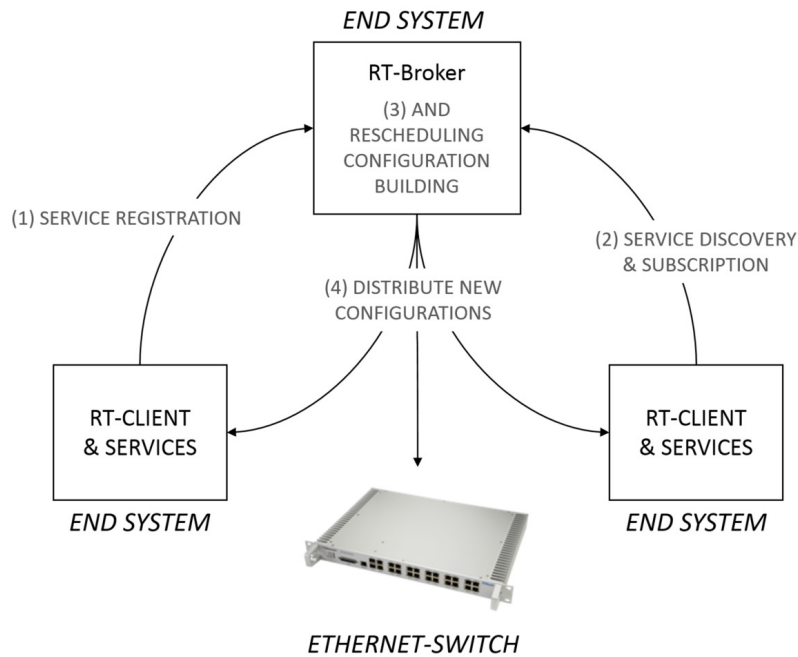 END SYSTEM
RT-Broker
(3) AND
RESCHEDULING
CONFIGURATION
BUILDING
(1) SERVICE REGISTRATION
(2) SERVICE DISCOVERY
& SUBSCRIPTION
(4) DISTRIBUTE NEW
CONFIGURATIONS
RT-CLIENT
& SERVICES
END SYSTEM
RT-CLIENT
& SERVICES
END SYSTEM
ETHERNET-SWITCH